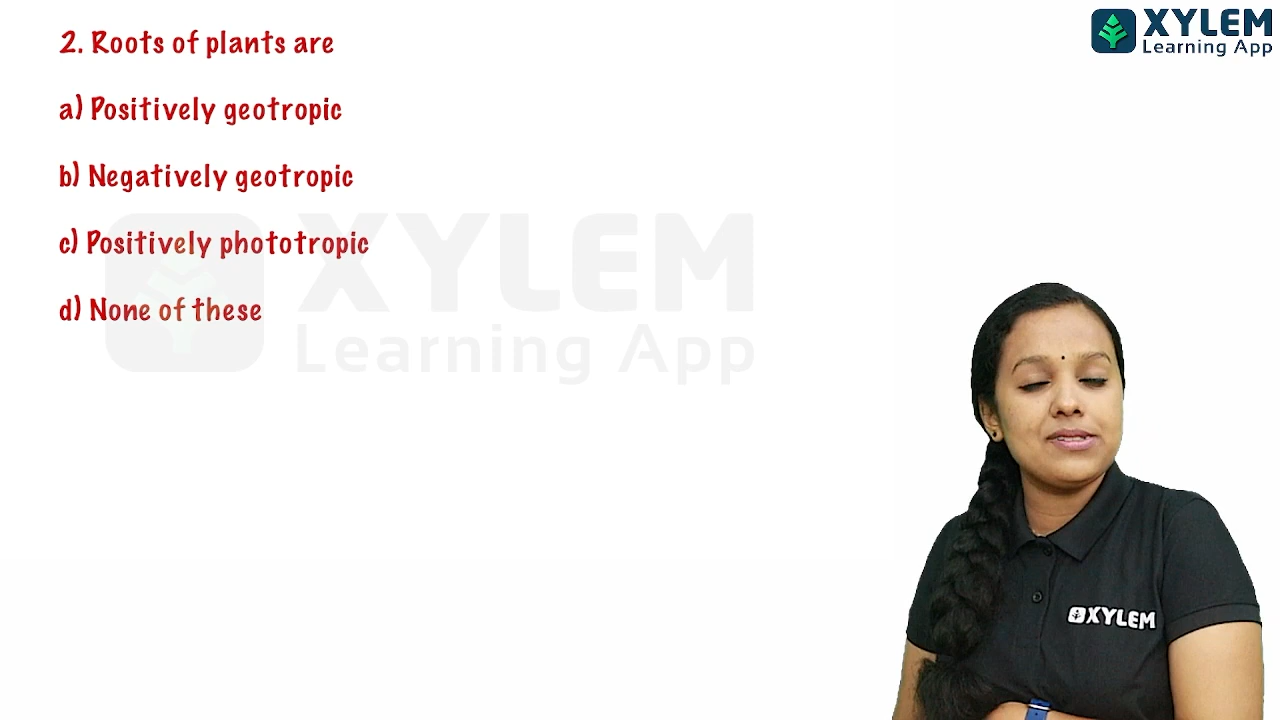 2. Roots of plants are
a) Positively geotropic
b) Negatively geotropic
c) Positively phototropic
d) None of these
XYLEM
Learning App
XYLEM
Learning App
XYLEM